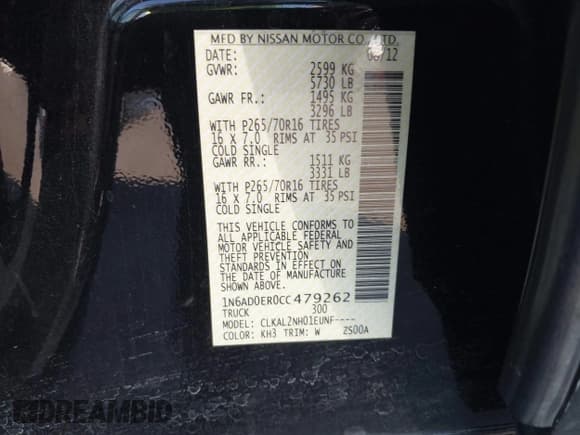 MFD BY NISSAN MOTOR CO.,LTD.
DATE: 06/12
GVWR: 2599 KG
5730 LB
GAWR FR.: 1495 KG
3296 LB
WITH P265/70R16 TIRES
16 X 7.0 RIMS AT 35 PSI
COLD SINGLE
GAWR RR.: 1511 KG
3331 LB
WITH P265/70R16 TIRES
16 X 7.0 RIMS AT 35 PSI
COLD SINGLE
THIS VEHICLE CONFORMS TO
ALL APPLICABLE FEDERAL
MOTOR VEHICLE SAFETY AND
THEFT PREVENTION
STANDARDS IN EFFECT ON
THE DATE OF MANUFACTURE
SHOWN ABOVE.
1N6AD0ER0CC479262
TRUCK 300
MODEL: CLKAL2NH01EUNF----
COLOR: KH3 TRIM: W ZS00A
DREAMBID